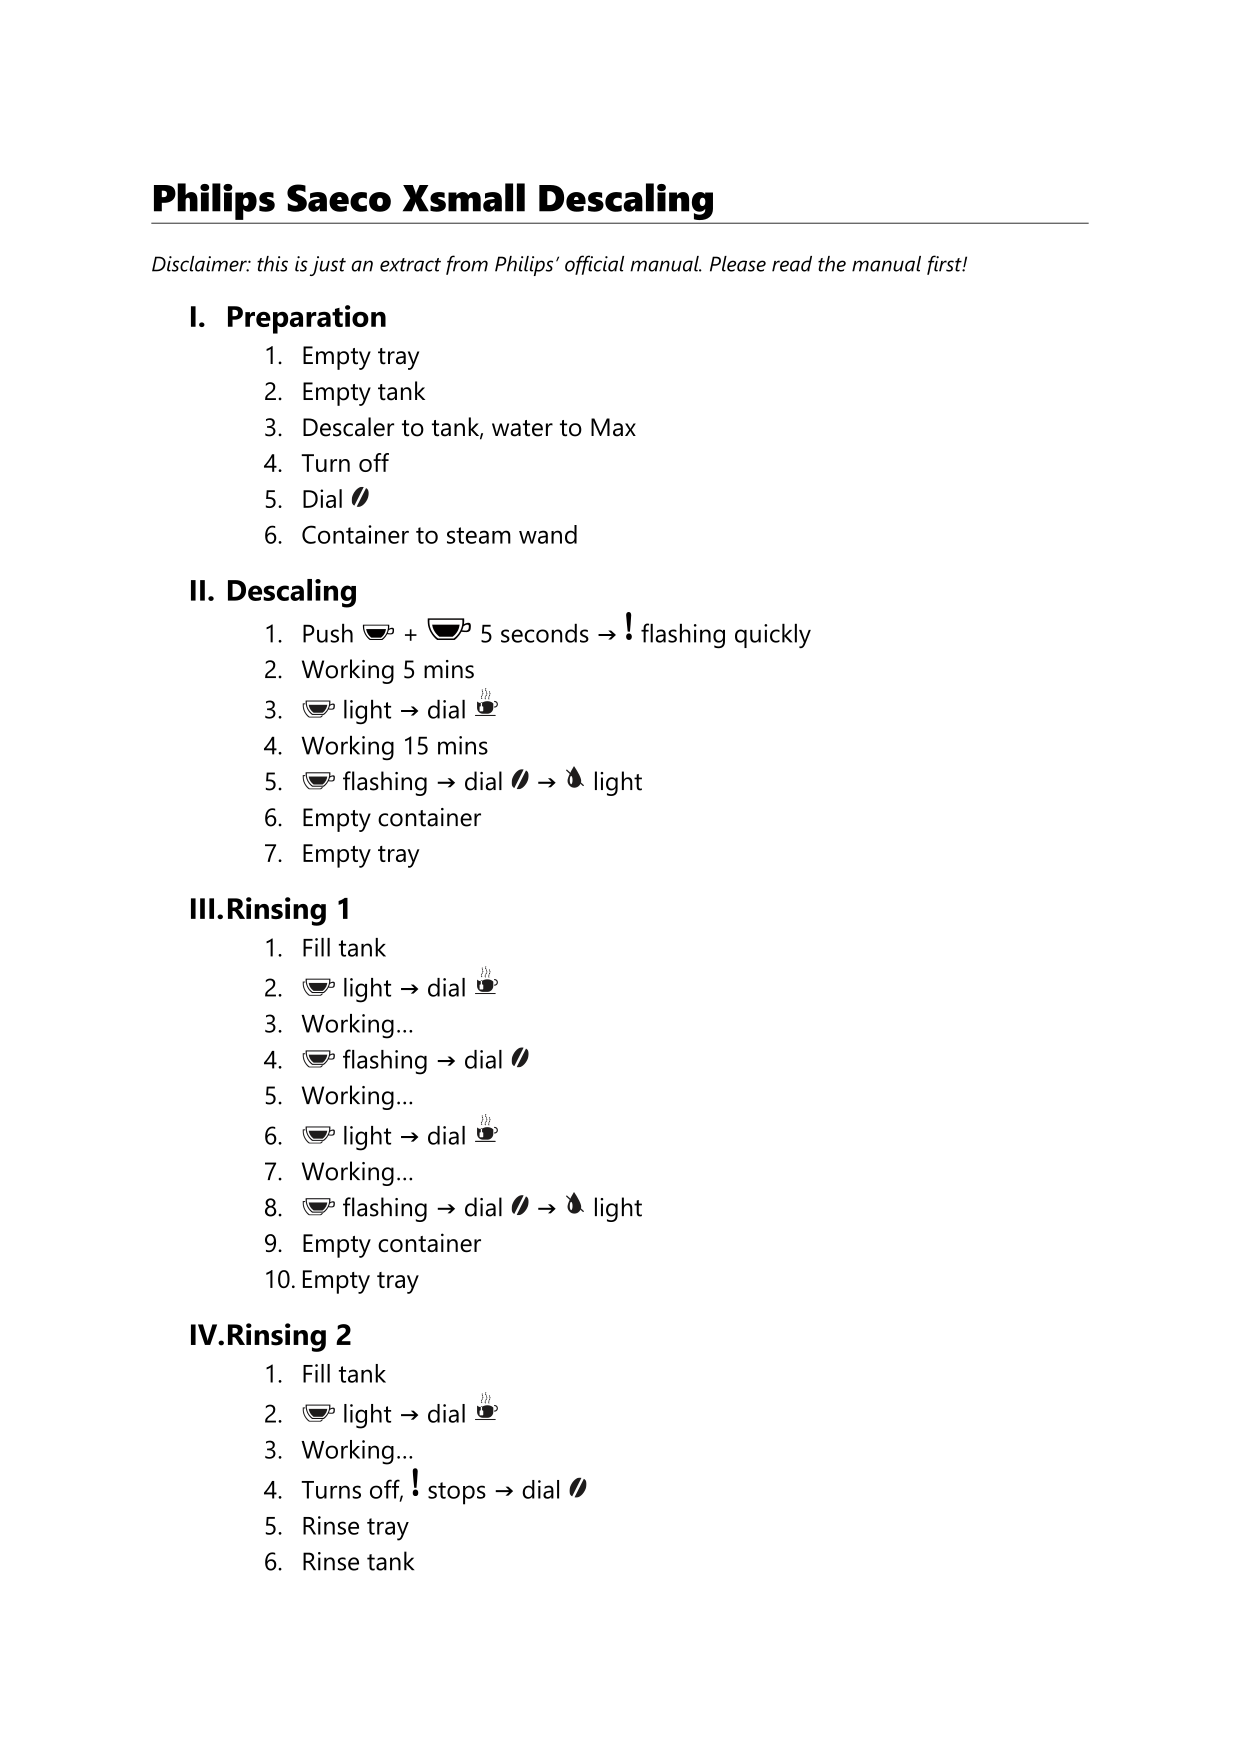 Philips Saeco Xsmall Descaling
Disclaimer: this is just an extract from Philips’ official manual. Please read the manual first!
I. Preparation
1. Empty tray
2. Empty tank
3. Descaler to tank, water to Max
4. Turn off
5. Dial
6. Container to steam wand
II. Descaling
1. Push + 5 seconds → ! flashing quickly
2. Working 5 mins
3. light → dial
4. Working 15 mins
5. flashing → dial → light
6. Empty container
7. Empty tray
III. Rinsing 1
1. Fill tank
2. light → dial
3. Working...
4. flashing → dial
5. Working...
6. light → dial
7. Working...
8. flashing → dial → light
9. Empty container
10. Empty tray
IV. Rinsing 2
1. Fill tank
2. light → dial
3. Working...
4. Turns off, ! stops → dial
5. Rinse tray
6. Rinse tank